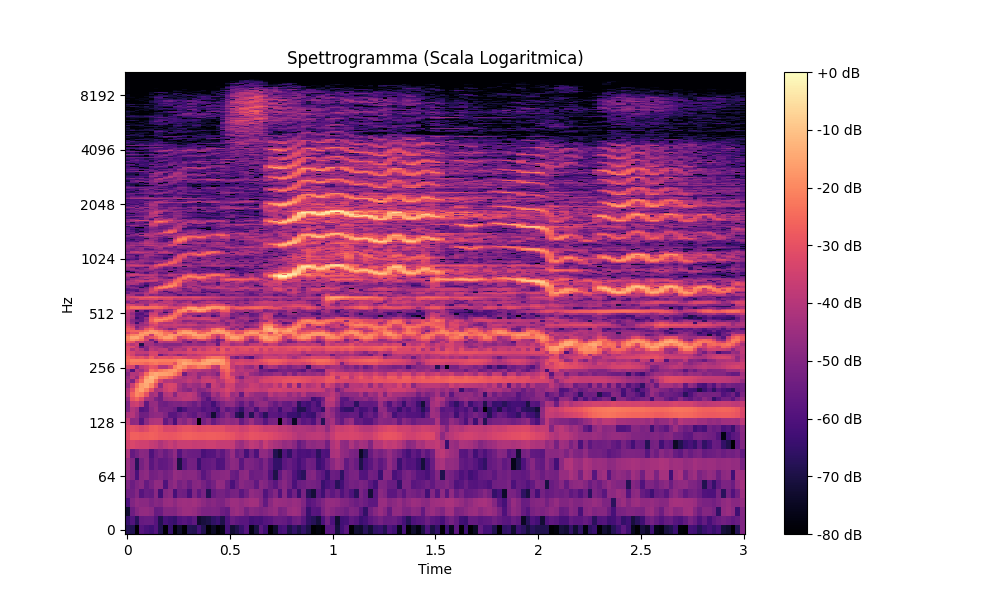 Spettrogramma (Scala Logaritmica)
8192
4096
2048
1024
512
256
128
64
0
Hz
0
0.5
1
1.5
2
2.5
3
Time
+0 dB
-10 dB
-20 dB
-30 dB
-40 dB
-50 dB
-60 dB
-70 dB
-80 dB